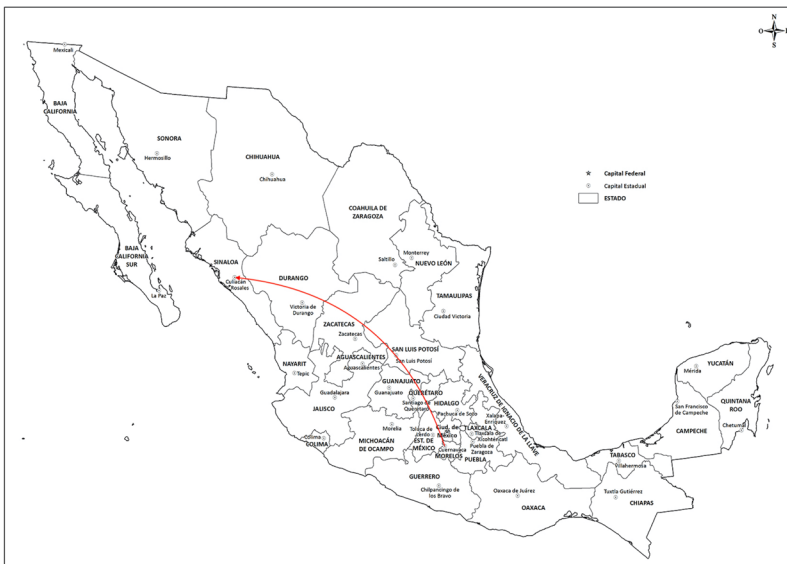 N
O
E
S
Mexicali
BAJA
CALIFORNIA
SONORA
Hermosillo
CHIHUAHUA
Chihuahua
Capital Federal
Capital Estadual
ESTADO
COAHUILA DE
ZARAGOZA
BAJA
CALIFORNIA
SUR
La Paz
SINALOA
Culiacán
Rosales
DURANGO
Victoria de
Durango
Monterrey
Saltillo
NUEVO LEÓN
TAMAULIPAS
Ciudad Victoria
ZACATECAS
Zacatecas
SAN LUIS POTOSÍ
San Luis Potosí
NAYARIT
Tepic
AGUASCALIENTES
Aguascalientes
GUANAJUATO
Guanajuato
QUERÉTARO
Santiago de
Querétaro
HIDALGO
Pachuca de Soto
VERACRUZ DE IGNACIO DE LA LLAVE
Xalapa-
Enríquez
Guadalajara
JALISCO
Colima
COLIMA
Morelia
MICHOACÁN
DE OCAMPO
Toluca de
Lerdo
EST. DE
MÉXICO
Ciud. de
México
TLAXCALA
Tlaxcala de
Xicohténcatl
Puebla de
Zaragoza
PUEBLA
Cuernavaca
MORELOS
GUERRERO
Chilpancingo de
los Bravo
Oaxaca de Juárez
OAXACA
TABASCO
Villahermosa
Tuxtla Gutiérrez
CHIAPAS
Mérida
YUCATÁN
San Francisco
de Campeche
CAMPECHE
QUINTANA
ROO
Chetumal